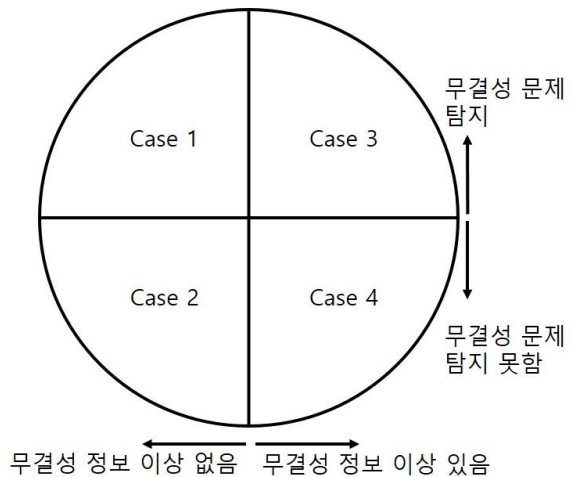 무결성 문제
탐지
Case 1
Case 3
Case 2
Case 4
무결성 문제
탐지 못함
무결성 정보 이상 없음
무결성 정보 이상 있음